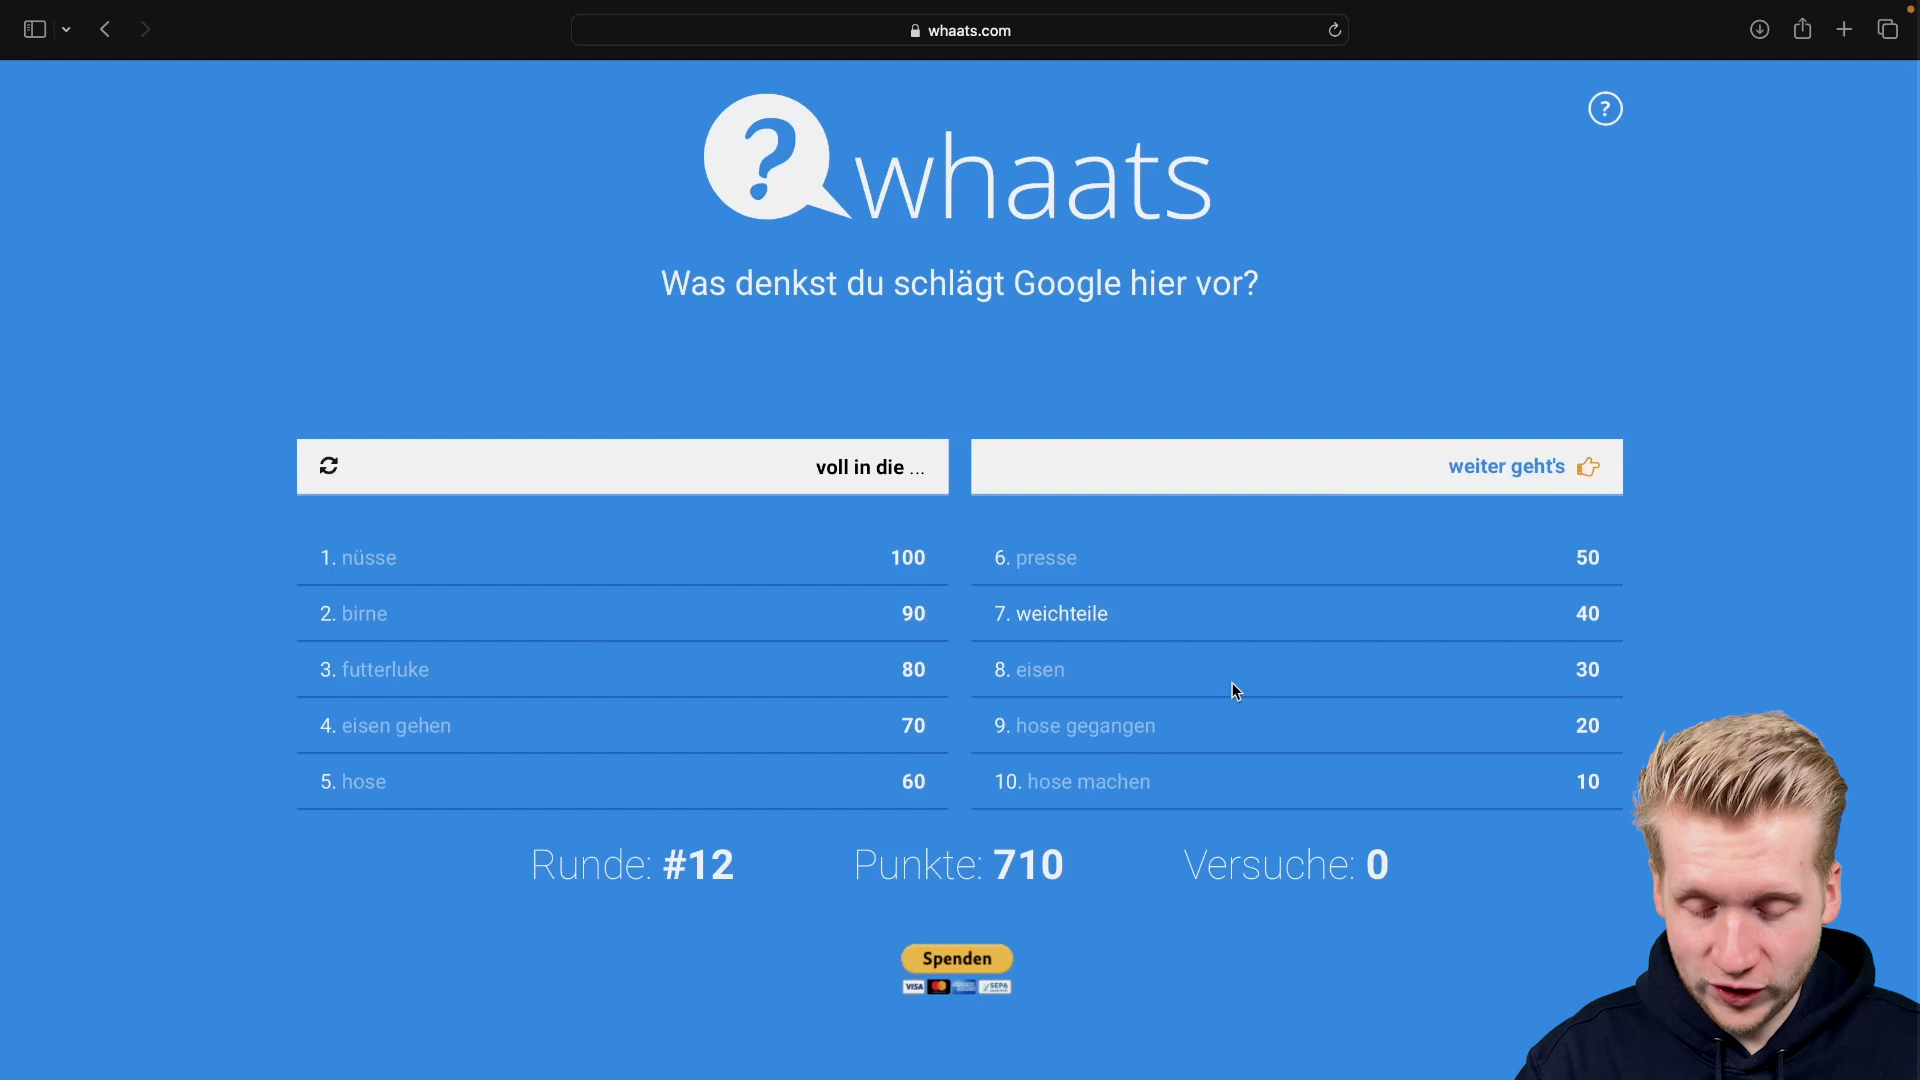 whaats.com
?
? whaats
Was denkst du schlägt Google hier vor?
voll in die ...
weiter geht's
1. nüsse 100
2. birne 90
3. futterluke 80
4. eisen gehen 70
5. hose 60
6. presse 50
7. weichteile 40
8. eisen 30
9. hose gegangen 20
10. hose machen 10
Runde: #12 Punkte: 710 Versuche: 0
Spenden
VISA SEPA